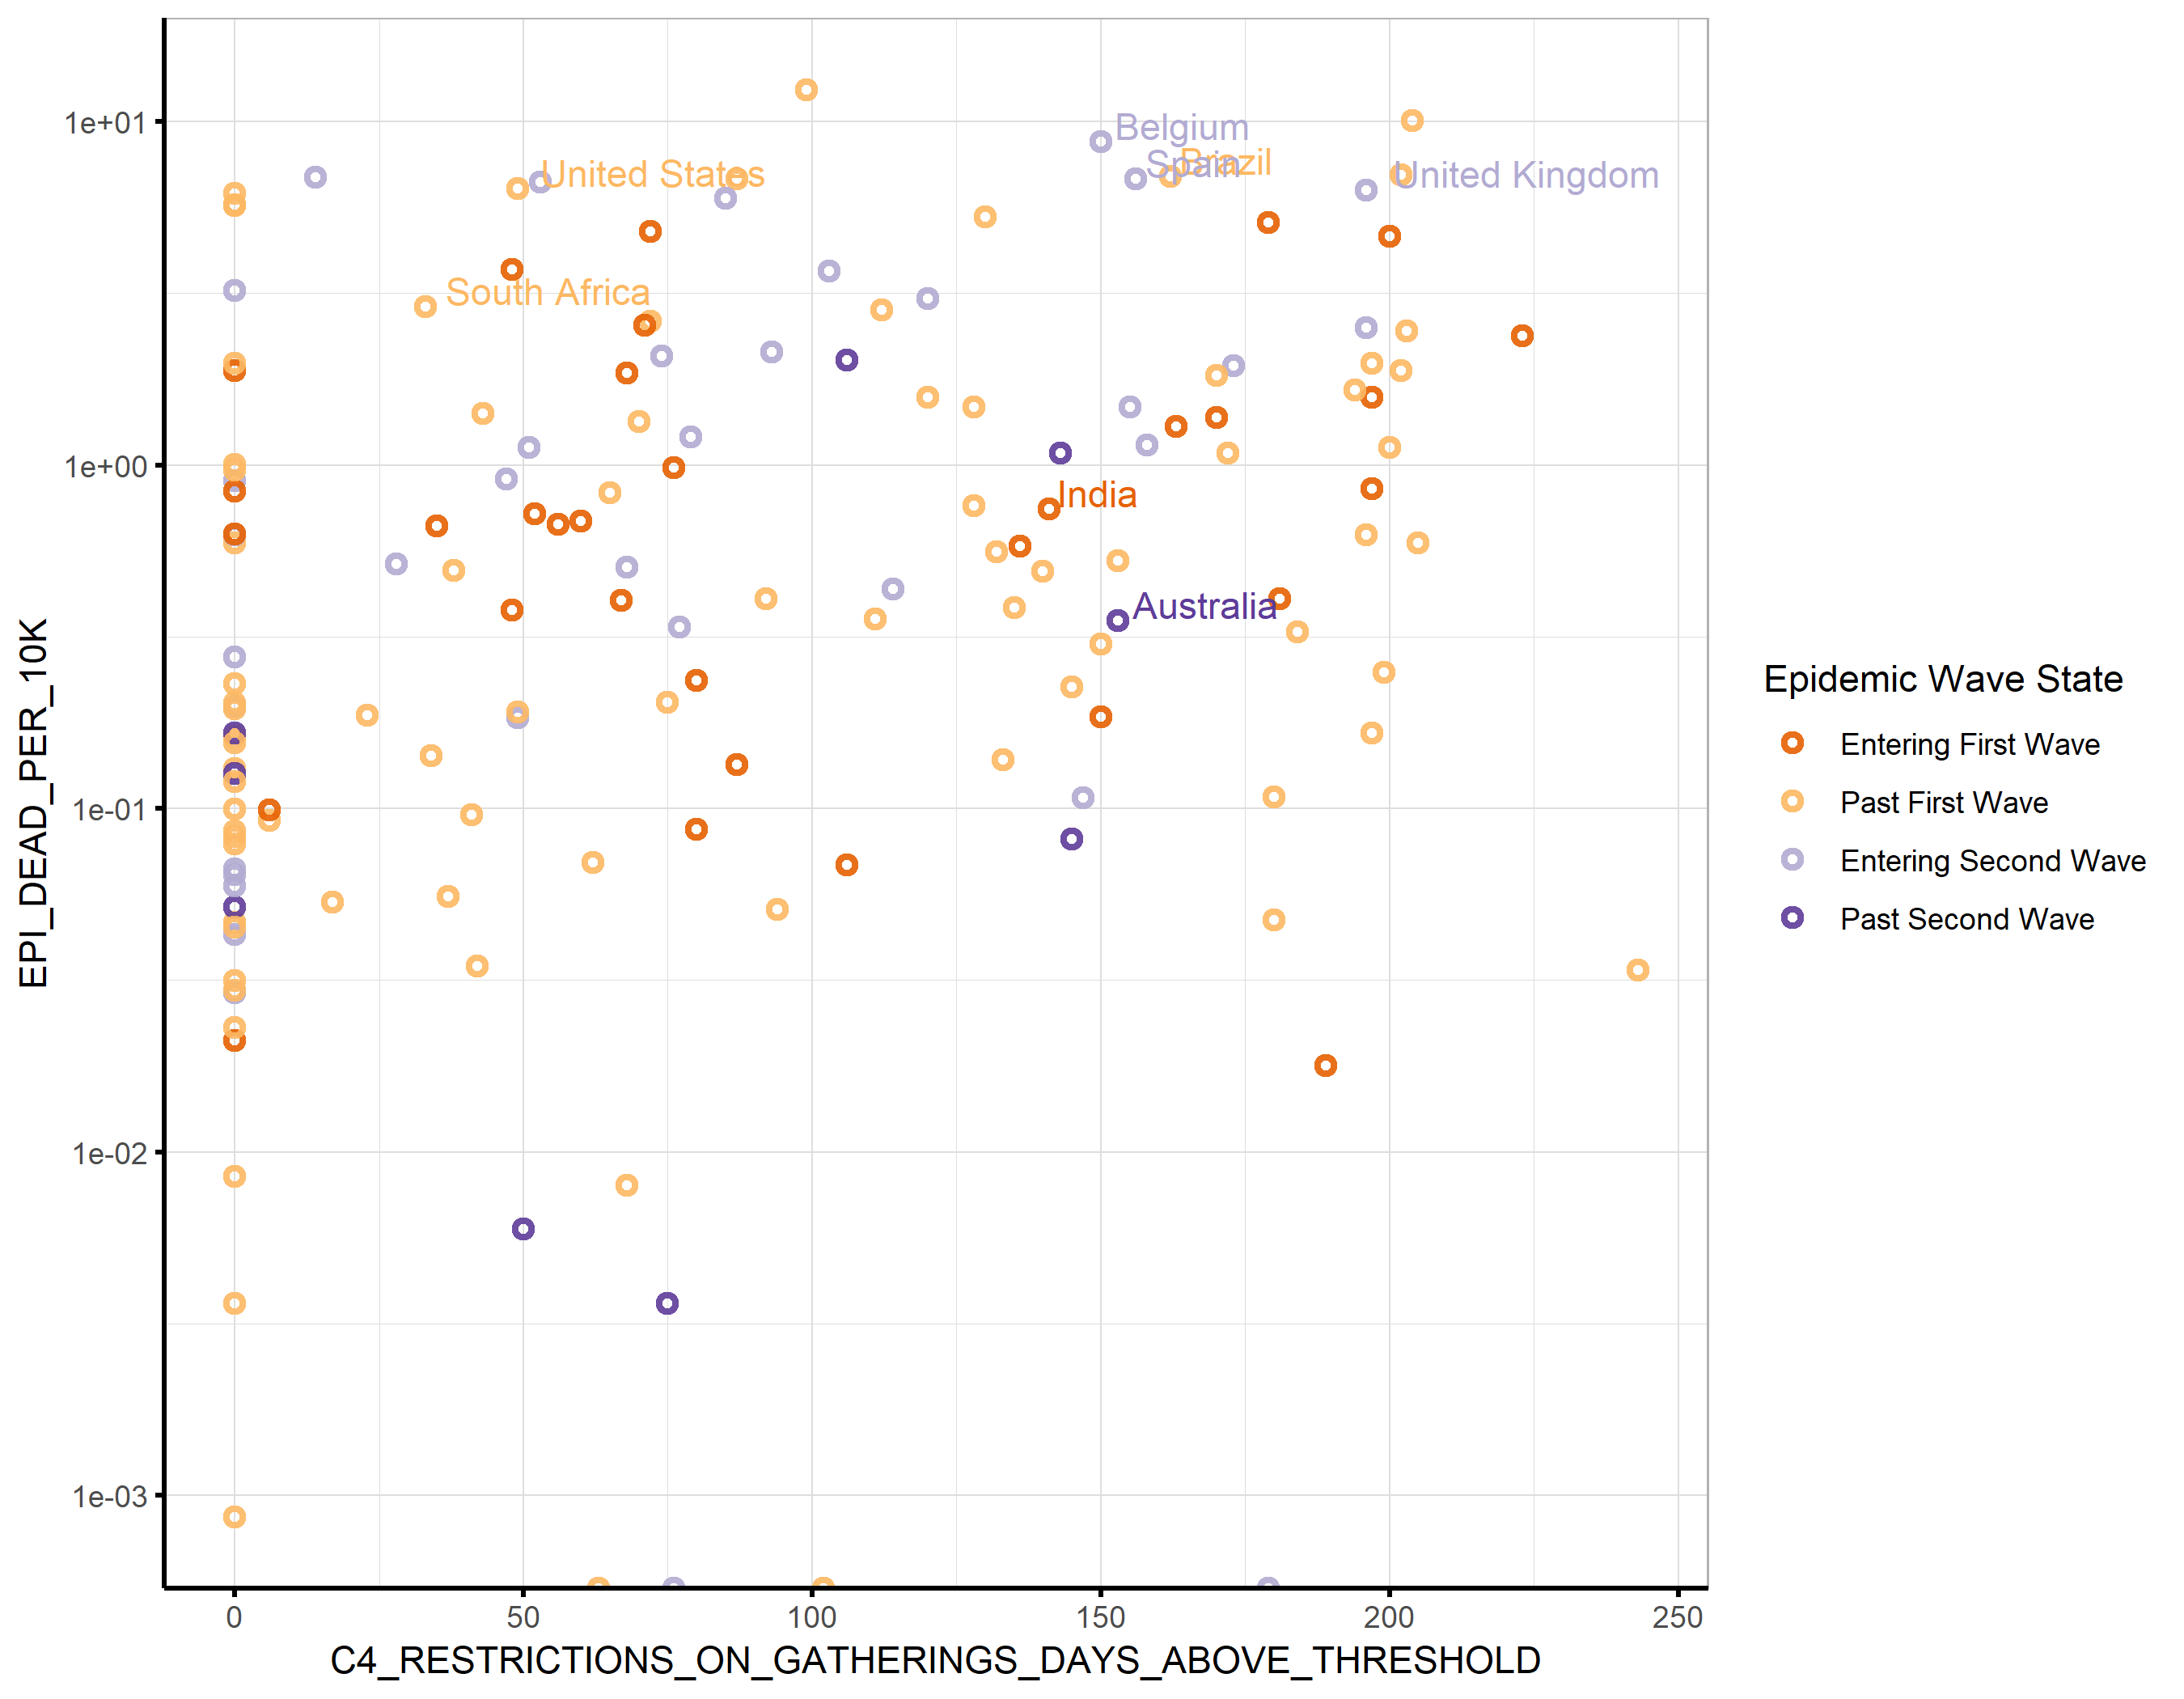 1e+01
1e+00
1e-01
1e-02
1e-03
EPI_DEAD_PER_10K
Belgium
Brazil
Spain
United States
United Kingdom
South Africa
India
Australia
0 50 100 150 200 250
C4_RESTRICTIONS_ON_GATHERINGS_DAYS_ABOVE_THRESHOLD
Epidemic Wave State
Entering First Wave
Past First Wave
Entering Second Wave
Past Second Wave